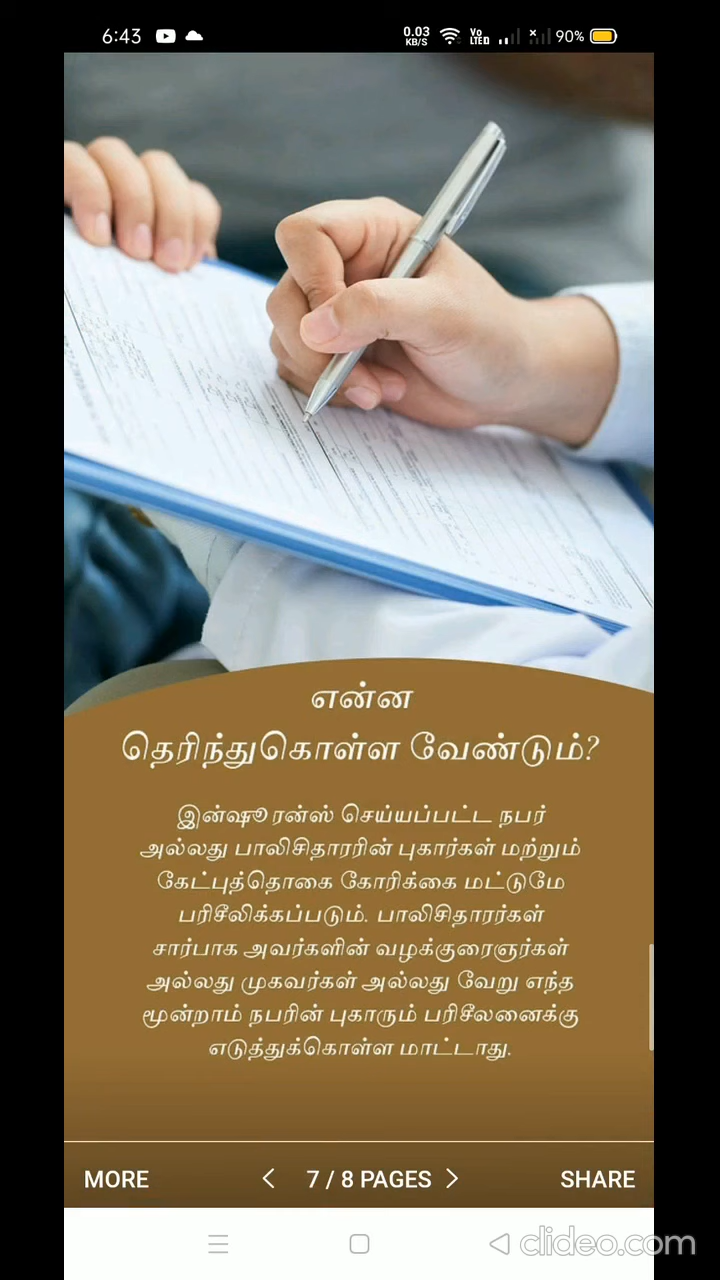 6:43
0.03 KB/S
Vo LTED
x
90%
என்ன
தெரிந்துகொள்ள வேண்டும்?
இன்ஷூரன்ஸ் செய்யப்பட்ட நபர்
அல்லது பாலிசிதாரரின் புகார்கள் மற்றும்
கேட்புத்தொகை கோரிக்கை மட்டுமே
பரிசீலிக்கப்படும். பாலிசிதாரர்கள்
சார்பாக அவர்களின் வழக்குரைஞர்கள்
அல்லது முகவர்கள் அல்லது வேறு எந்த
மூன்றாம் நபரின் புகாரும் பரிசீலனைக்கு
எடுத்துக்கொள்ள மாட்டாது.
MORE < 7 / 8 PAGES > SHARE
clideo.com